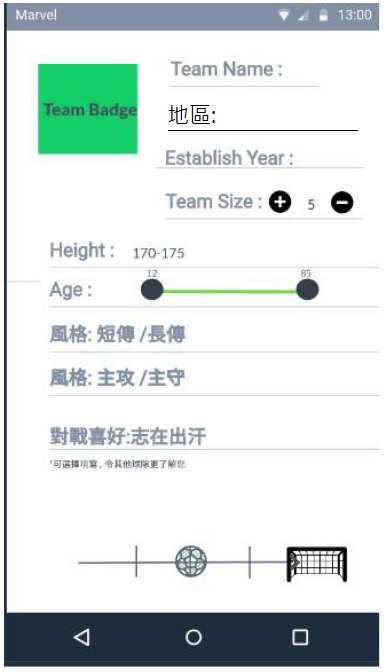 Marvel 13:00
Team Badge
Team Name :
地區:
Establish Year :
Team Size : 5
Height : 170-175
12 85
Age :
風格: 短傳 /長傳
風格: 主攻 /主守
對戰喜好:志在出汗
*可選擇填寫 , 令其他球隊更了解您